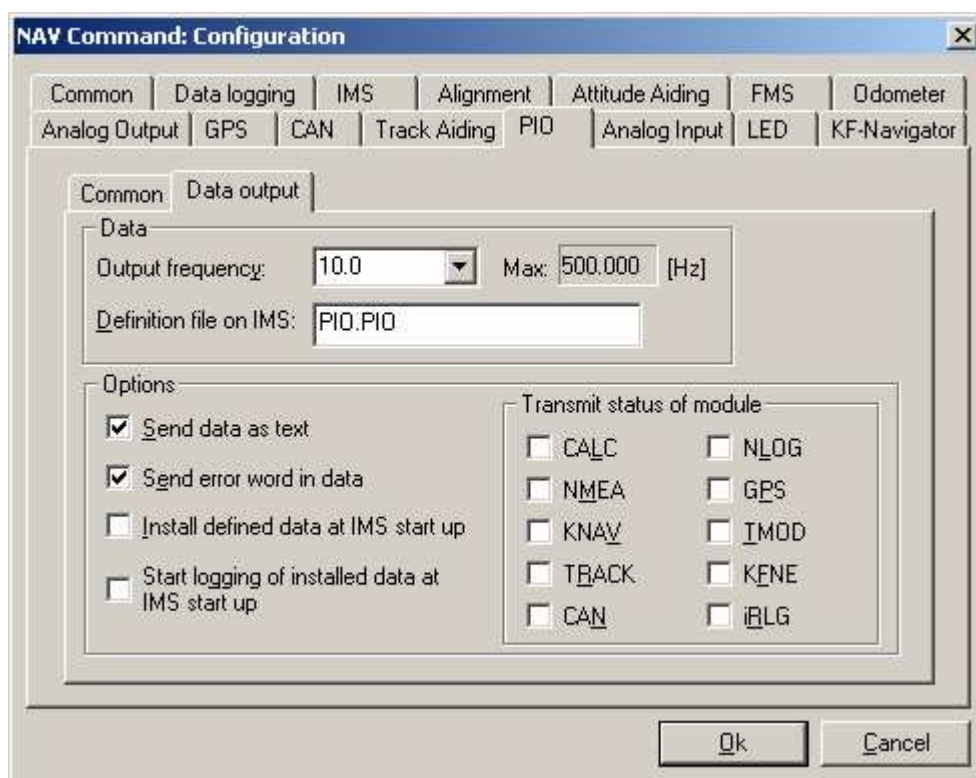 NAV Command: Configuration
Common Data logging IMS Alignment Attitude Aiding FMS Odometer
Analog Output GPS CAN Track Aiding PIO Analog Input LED KF-Navigator
Common Data output
Data
Output frequency: 10.0 Max: 500.000 [Hz]
Definition file on IMS: PIO.PIO
Options
Send data as text
Send error word in data
Install defined data at IMS start up
Start logging of installed data at
IMS start up
Transmit status of module
CALC NLOG
NMEA GPS
KNAV TMOD
TRACK KFNE
CAN iRLG
Ok Cancel